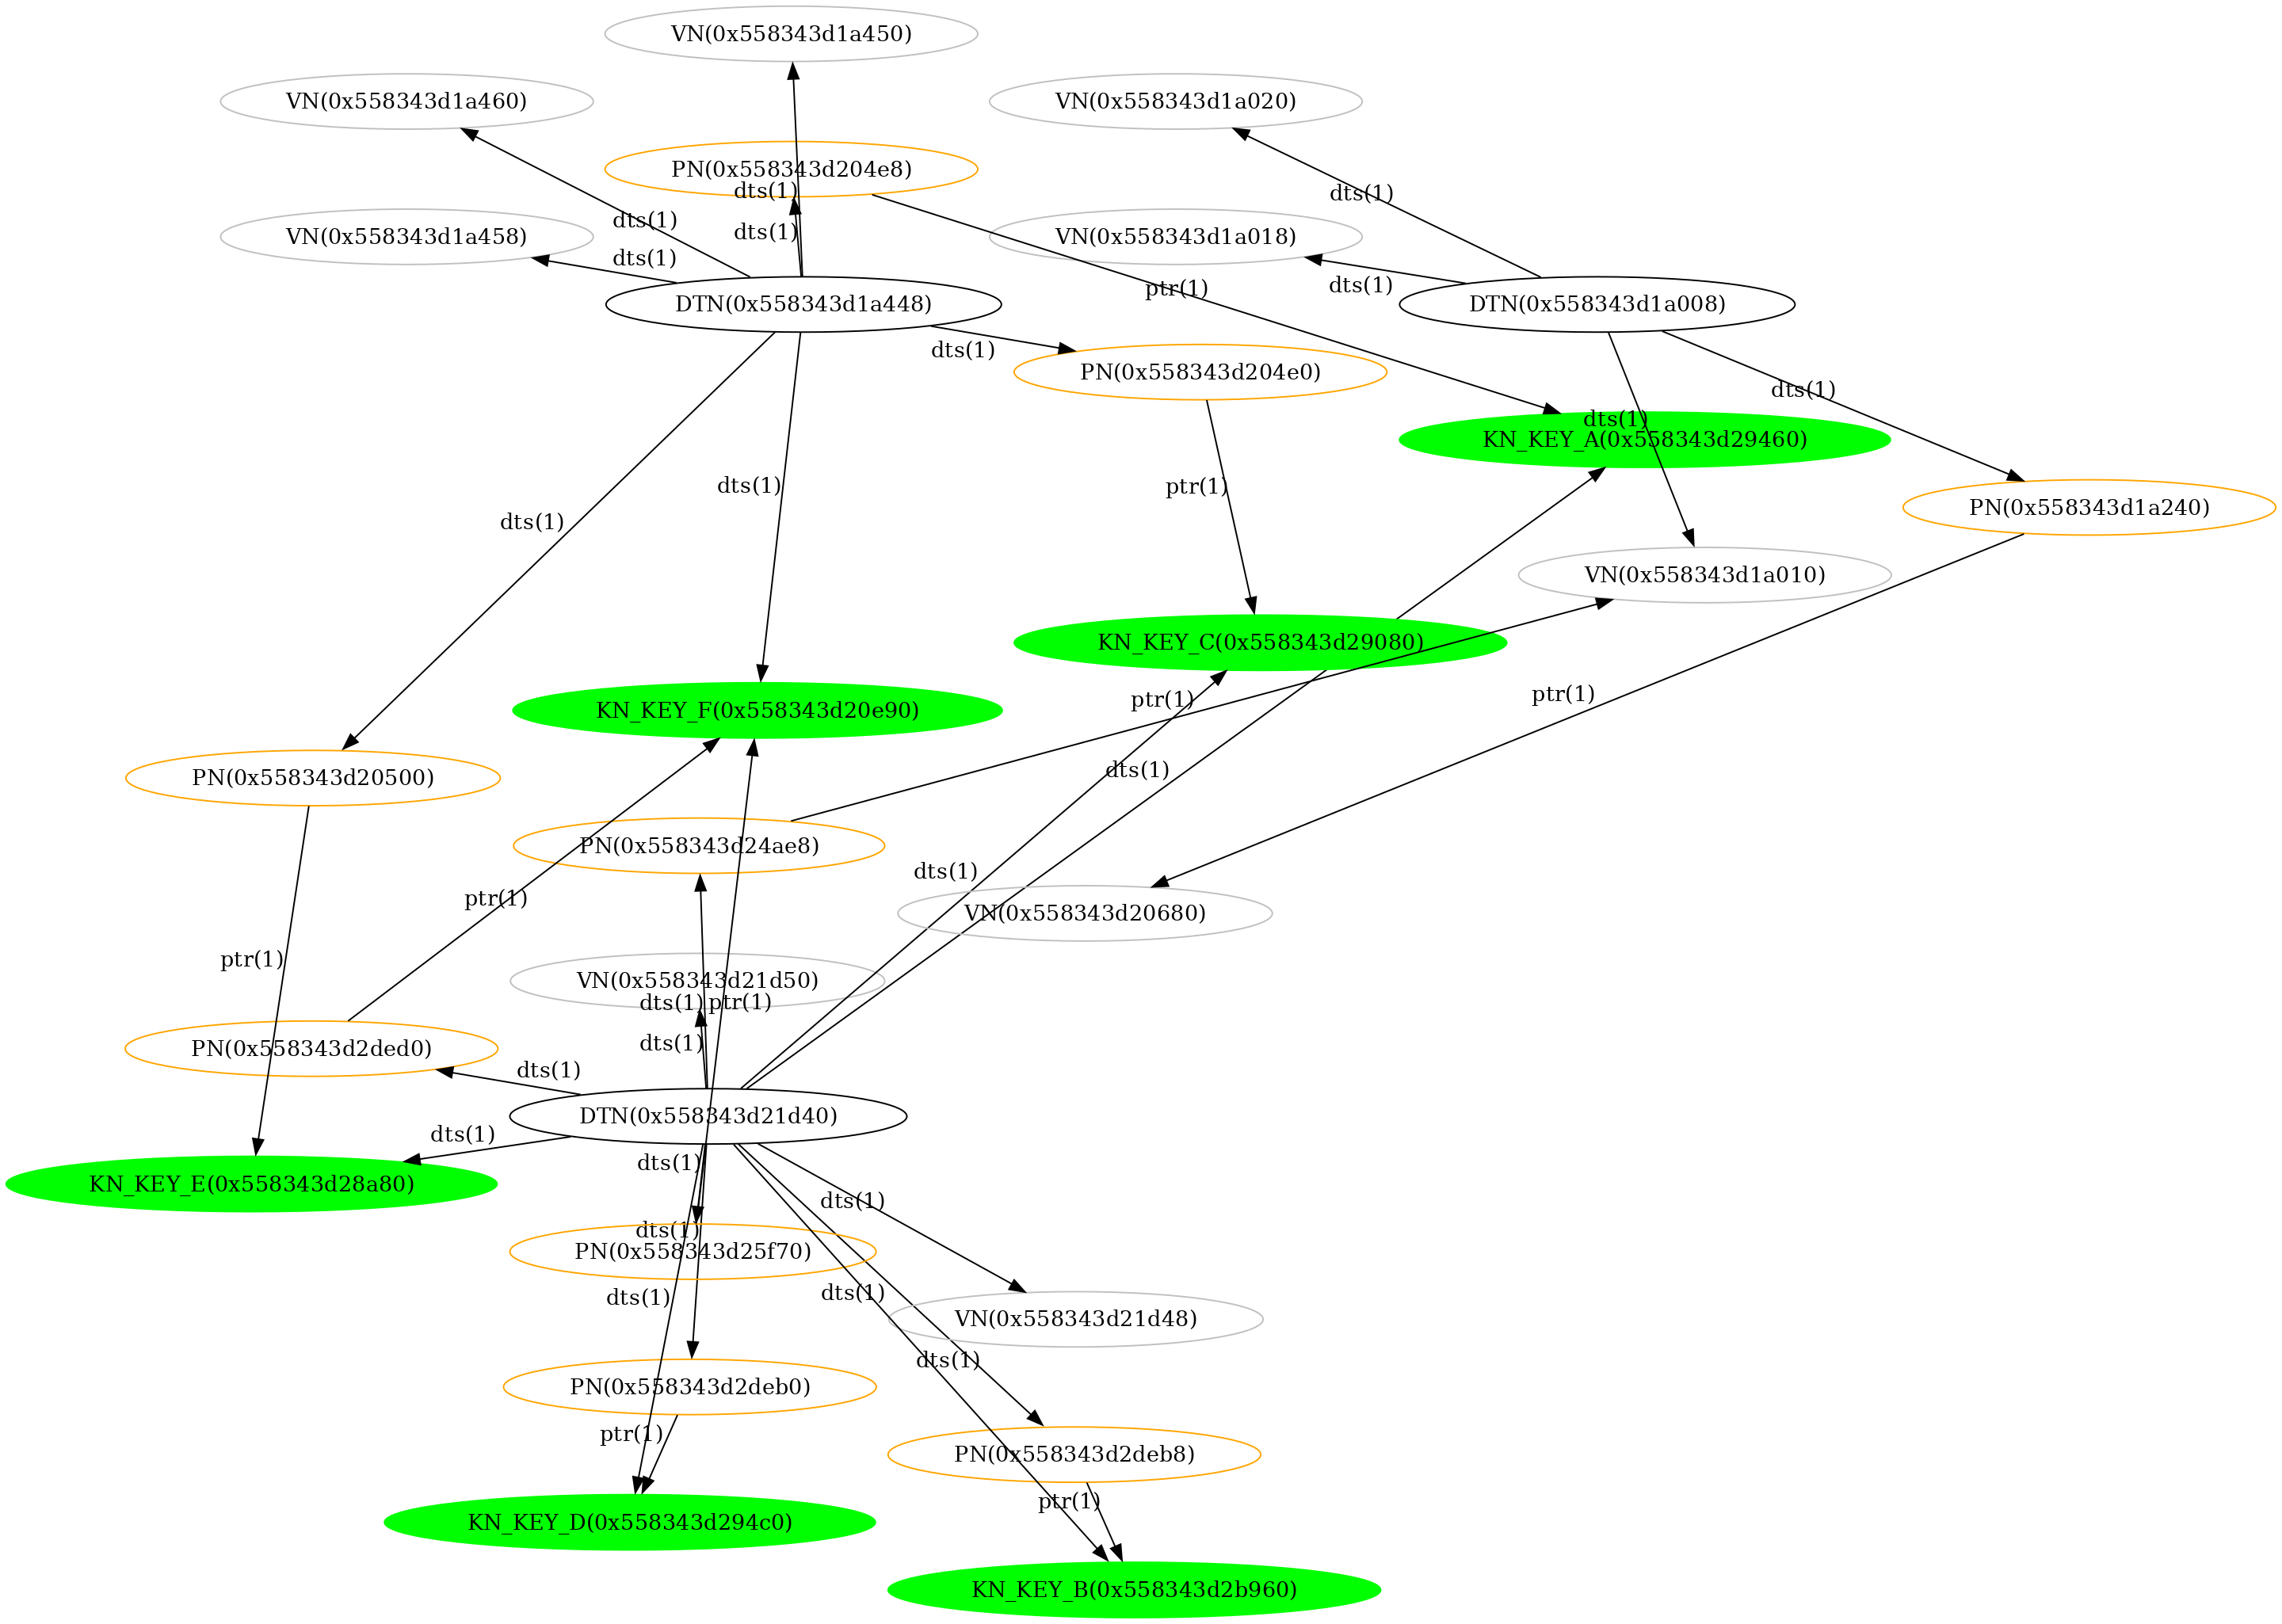 VN(0x558343d1a450)
VN(0x558343d1a460)
VN(0x558343d1a020)
PN(0x558343d204e8)
dts(1)
dts(1)
dts(1)
dts(1)
VN(0x558343d1a458)
VN(0x558343d1a018)
dts(1)
dts(1)
ptr(1)
DTN(0x558343d1a448)
DTN(0x558343d1a008)
dts(1)
PN(0x558343d204e0)
dts(1)
dts(1)
KN_KEY_A(0x558343d29460)
dts(1)
ptr(1)
PN(0x558343d1a240)
dts(1)
VN(0x558343d1a010)
KN_KEY_C(0x558343d29080)
ptr(1)
ptr(1)
KN_KEY_F(0x558343d20e90)
dts(1)
PN(0x558343d20500)
PN(0x558343d24ae8)
dts(1)
ptr(1)
VN(0x558343d20680)
ptr(1)
VN(0x558343d21d50)
dts(1)
ptr(1)
dts(1)
PN(0x558343d2ded0)
dts(1)
DTN(0x558343d21d40)
dts(1)
dts(1)
KN_KEY_E(0x558343d28a80)
dts(1)
dts(1)
PN(0x558343d25f70)
dts(1)
dts(1)
VN(0x558343d21d48)
dts(1)
PN(0x558343d2deb0)
ptr(1)
PN(0x558343d2deb8)
ptr(1)
KN_KEY_D(0x558343d294c0)
KN_KEY_B(0x558343d2b960)